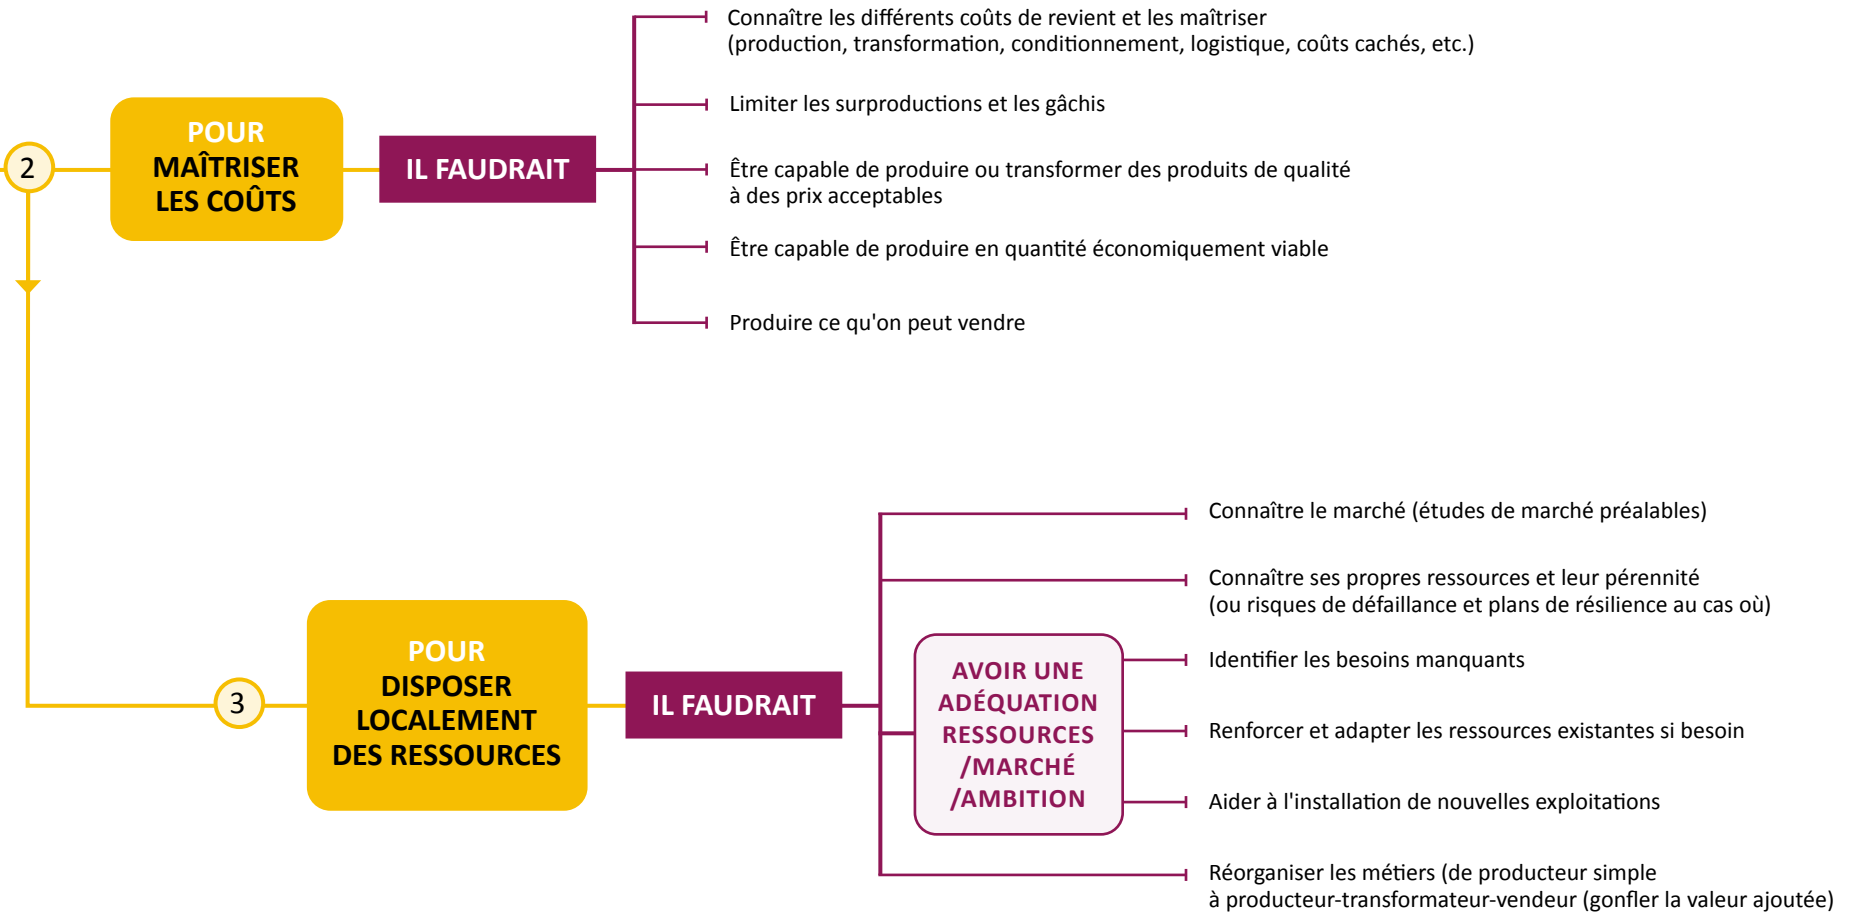 2
POUR
MAÎTRISER
LES COÛTS
IL FAUDRAIT
Connaître les différents coûts de revient et les maîtriser
(production, transformation, conditionnement, logistique, coûts cachés, etc.)
Limiter les surproductions et les gâchis
Être capable de produire ou transformer des produits de qualité
à des prix acceptables
Être capable de produire en quantité économiquement viable
Produire ce qu'on peut vendre
3
POUR
DISPOSER
LOCALEMENT
DES RESSOURCES
IL FAUDRAIT
Connaître le marché (études de marché préalables)
Connaître ses propres ressources et leur pérennité
(ou risques de défaillance et plans de résilience au cas où)
AVOIR UNE
ADÉQUATION
RESSOURCES
/MARCHÉ
/AMBITION
Identifier les besoins manquants
Renforcer et adapter les ressources existantes si besoin
Aider à l'installation de nouvelles exploitations
Réorganiser les métiers (de producteur simple
à producteur-transformateur-vendeur (gonfler la valeur ajoutée)